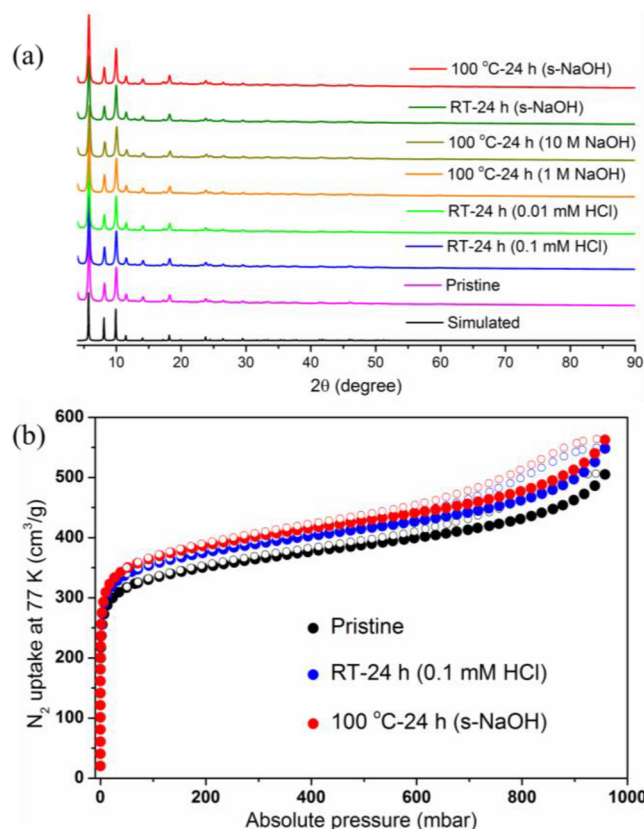 (a)
100 °C-24 h (s-NaOH)
RT-24 h (s-NaOH)
100 °C-24 h (10 M NaOH)
100 °C-24 h (1 M NaOH)
RT-24 h (0.01 mM HCl)
RT-24 h (0.1 mM HCl)
Pristine
Simulated
10 20 30 40 50 60 70 80 90
2θ (degree)
(b)
600
500
400
300
200
100
0
N₂ uptake at 77 K (cm³/g)
Pristine
RT-24 h (0.1 mM HCl)
100 °C-24 h (s-NaOH)
0 200 400 600 800 1000
Absolute pressure (mbar)